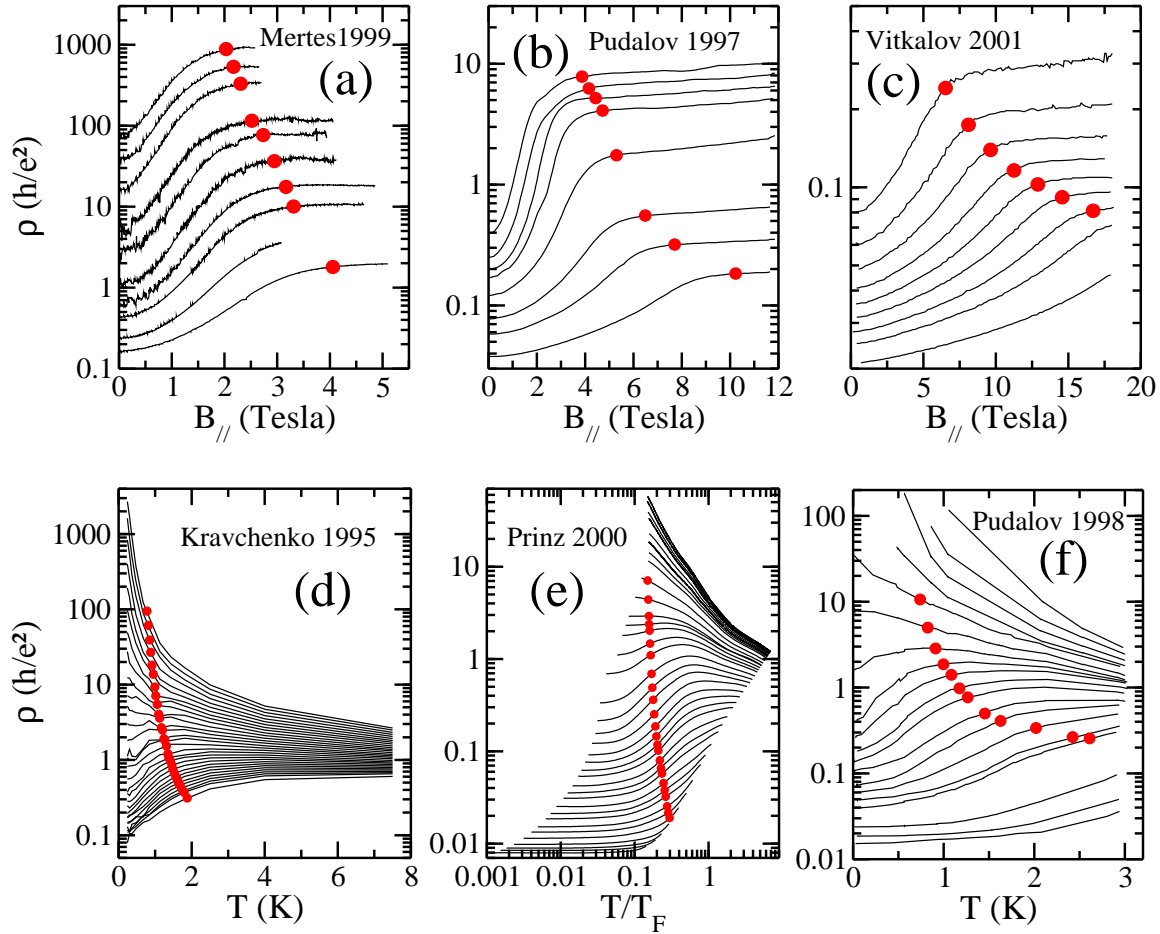 Mertes1999
(a)
1000
100
10
1
0.1
ρ (h/e²)
0 1 2 3 4 5
B// (Tesla)
(b)
Pudalov 1997
10
1
0.1
0 2 4 6 8 10 12
B// (Tesla)
Vitkalov 2001
(c)
0.1
0 5 10 15 20
B// (Tesla)
Kravchenko 1995
(d)
1000
100
10
1
0.1
ρ (h/e²)
0 2 4 6 8
T (K)
Prinz 2000
(e)
10
1
0.1
0.01
0.001 0.01 0.1 1
T/TF
Pudalov 1998
(f)
100
10
1
0.1
0.01
0 1 2 3
T (K)